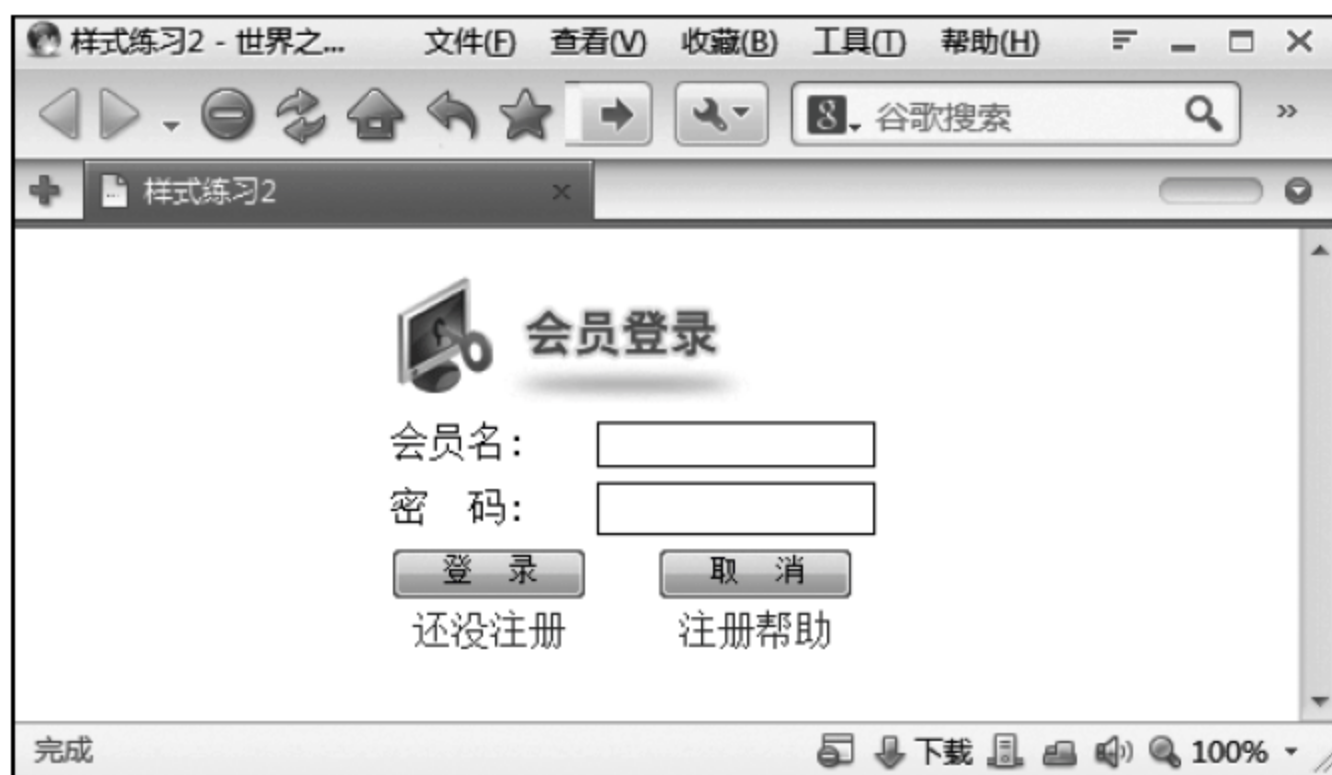 样式练习2 - 世界之... 文件(F) 查看(V) 收藏(B) 工具(T) 帮助(H)
8 谷歌搜索
样式练习2
会员登录
会员名：
密 码：
登 录 取 消
还没注册 注册帮助
完成 下载 100%